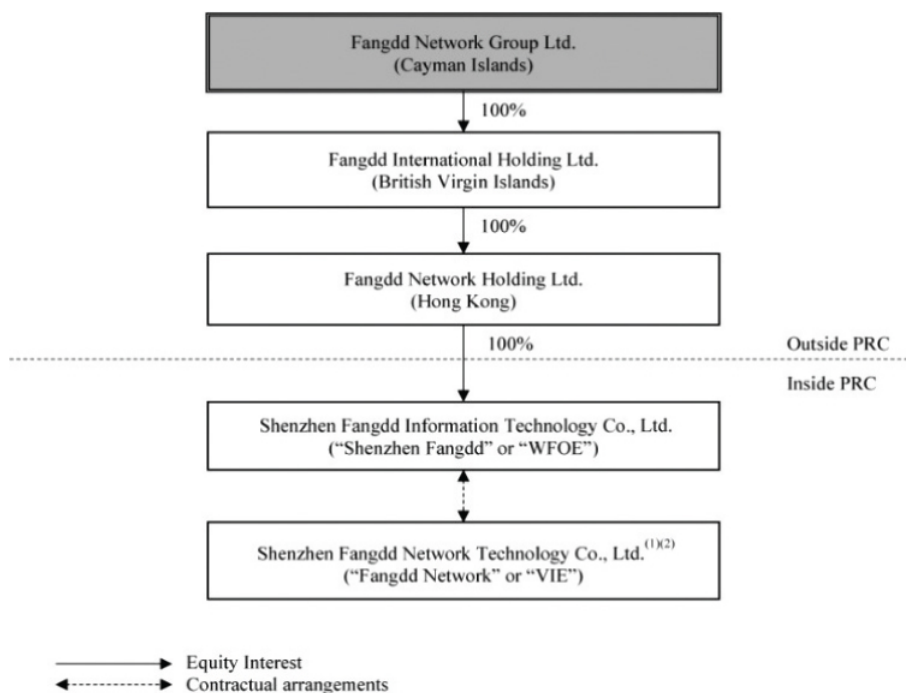 Fangdd Network Group Ltd.
(Cayman Islands)
100%
Fangdd International Holding Ltd.
(British Virgin Islands)
100%
Fangdd Network Holding Ltd.
(Hong Kong)
100%
Outside PRC
Inside PRC
Shenzhen Fangdd Information Technology Co., Ltd.
(“Shenzhen Fangdd” or “WFOE”)
Shenzhen Fangdd Network Technology Co., Ltd.(1)(2)
(“Fangdd Network” or “VIE”)
Equity Interest
Contractual arrangements